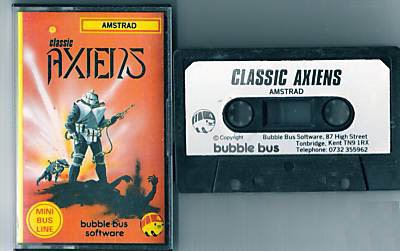 AMSTRAD
classic
AXIENS
MINI
BUS
LINE
bubble bus
software
CLASSIC AXIENS
AMSTRAD
© Copyright
bubble bus
Bubble Bus Software, 87 High Street
Tonbridge, Kent TN9 1RX
Telephone: 0732 355962